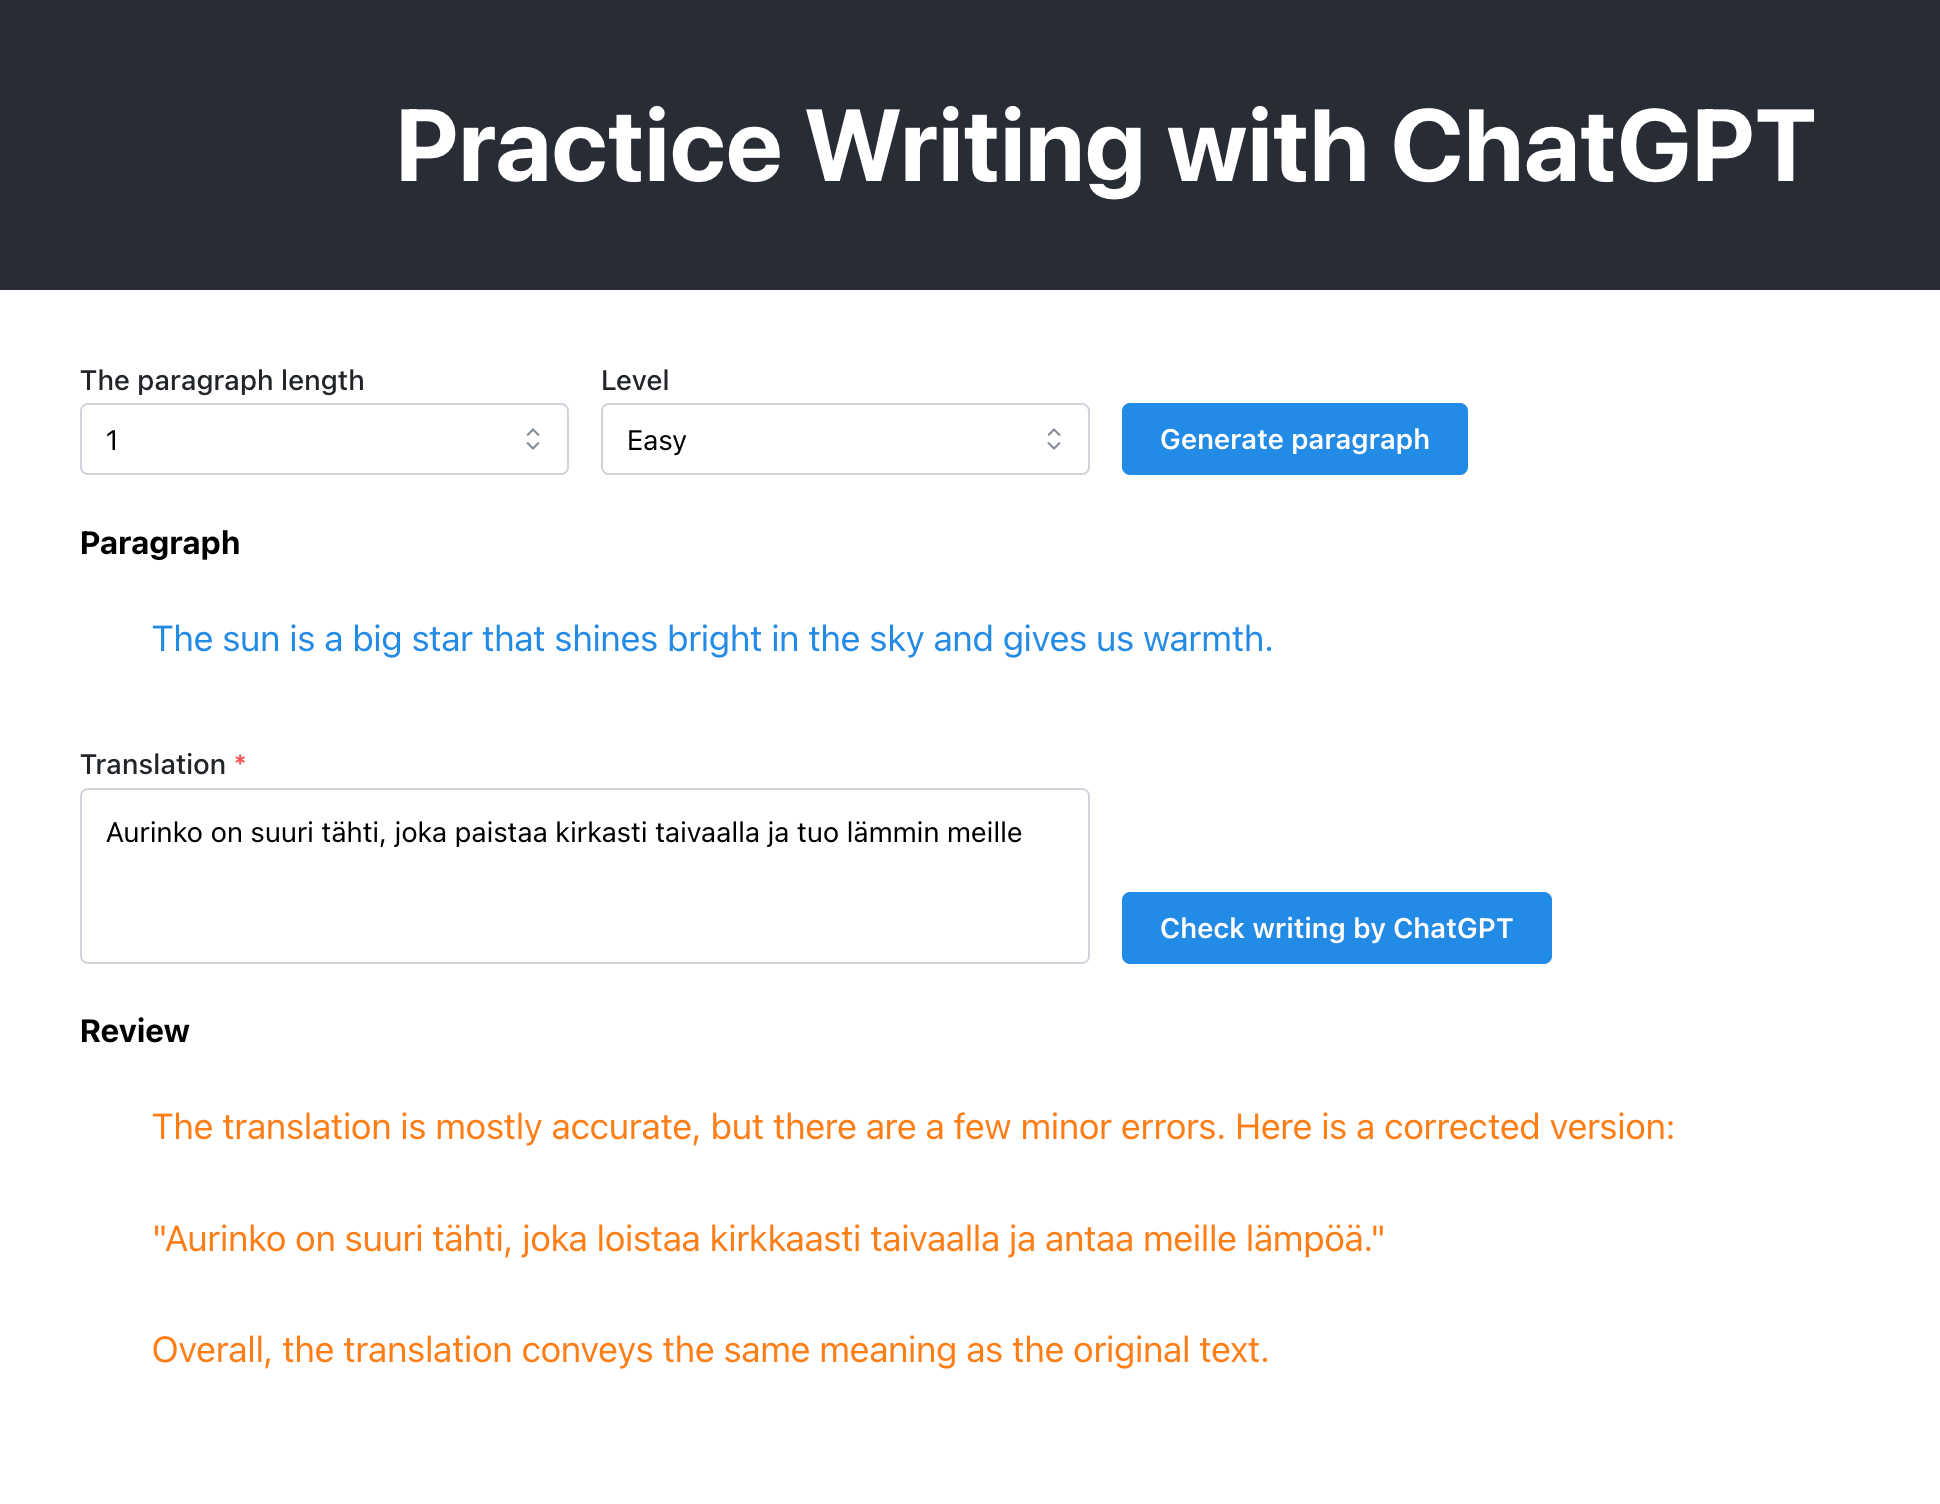 Practice Writing with ChatGPT
The paragraph length
Level
1
Easy
Generate paragraph
Paragraph
The sun is a big star that shines bright in the sky and gives us warmth.
Translation *
Aurinko on suuri tähti, joka paistaa kirkasti taivaalla ja tuo lämmin meille
Check writing by ChatGPT
Review
The translation is mostly accurate, but there are a few minor errors. Here is a corrected version:
"Aurinko on suuri tähti, joka loistaa kirkkaasti taivaalla ja antaa meille lämpöä."
Overall, the translation conveys the same meaning as the original text.